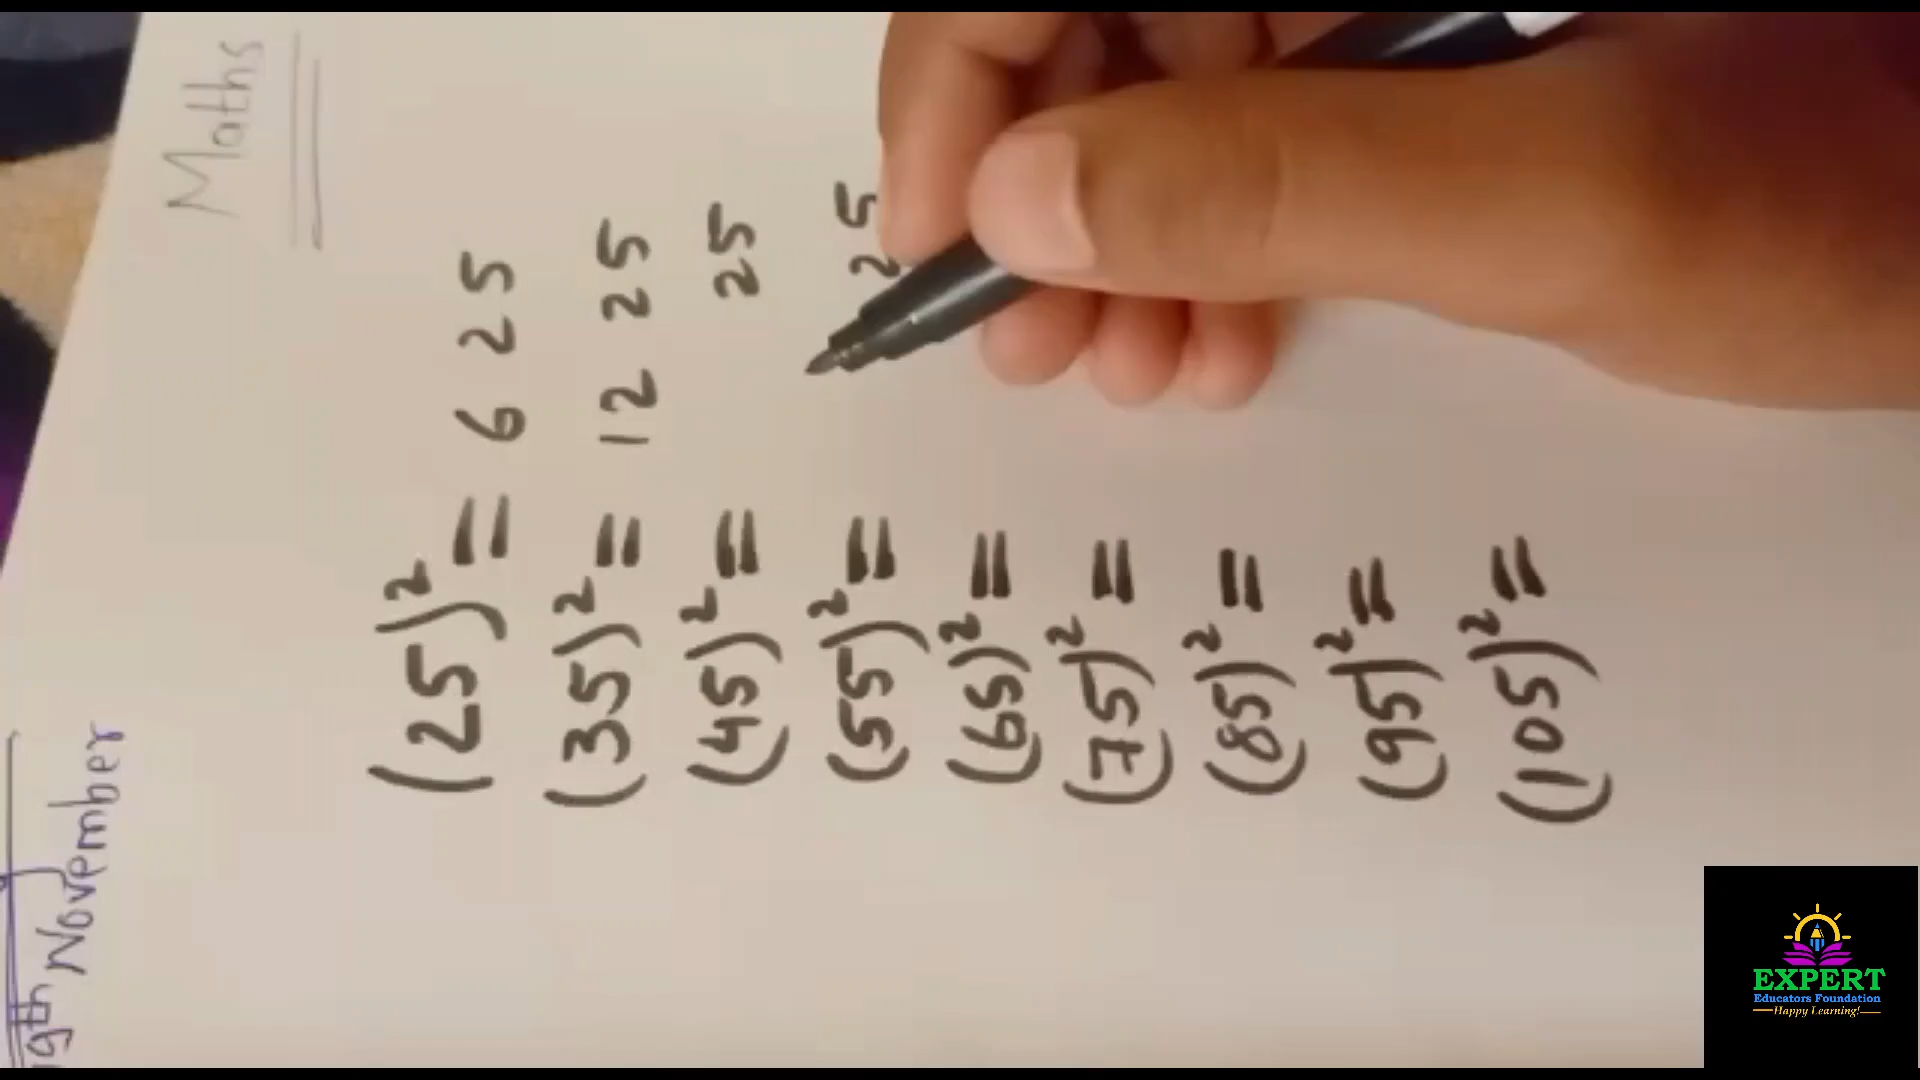 19th November
Maths
(25)² = 6 25
(35)² = 12 25
(45)² = 25
(55)² = 25
(65)² =
(75)² =
(85)² =
(95)² =
(105)² =
EXPERT
Educators Foundation
Happy Learning!